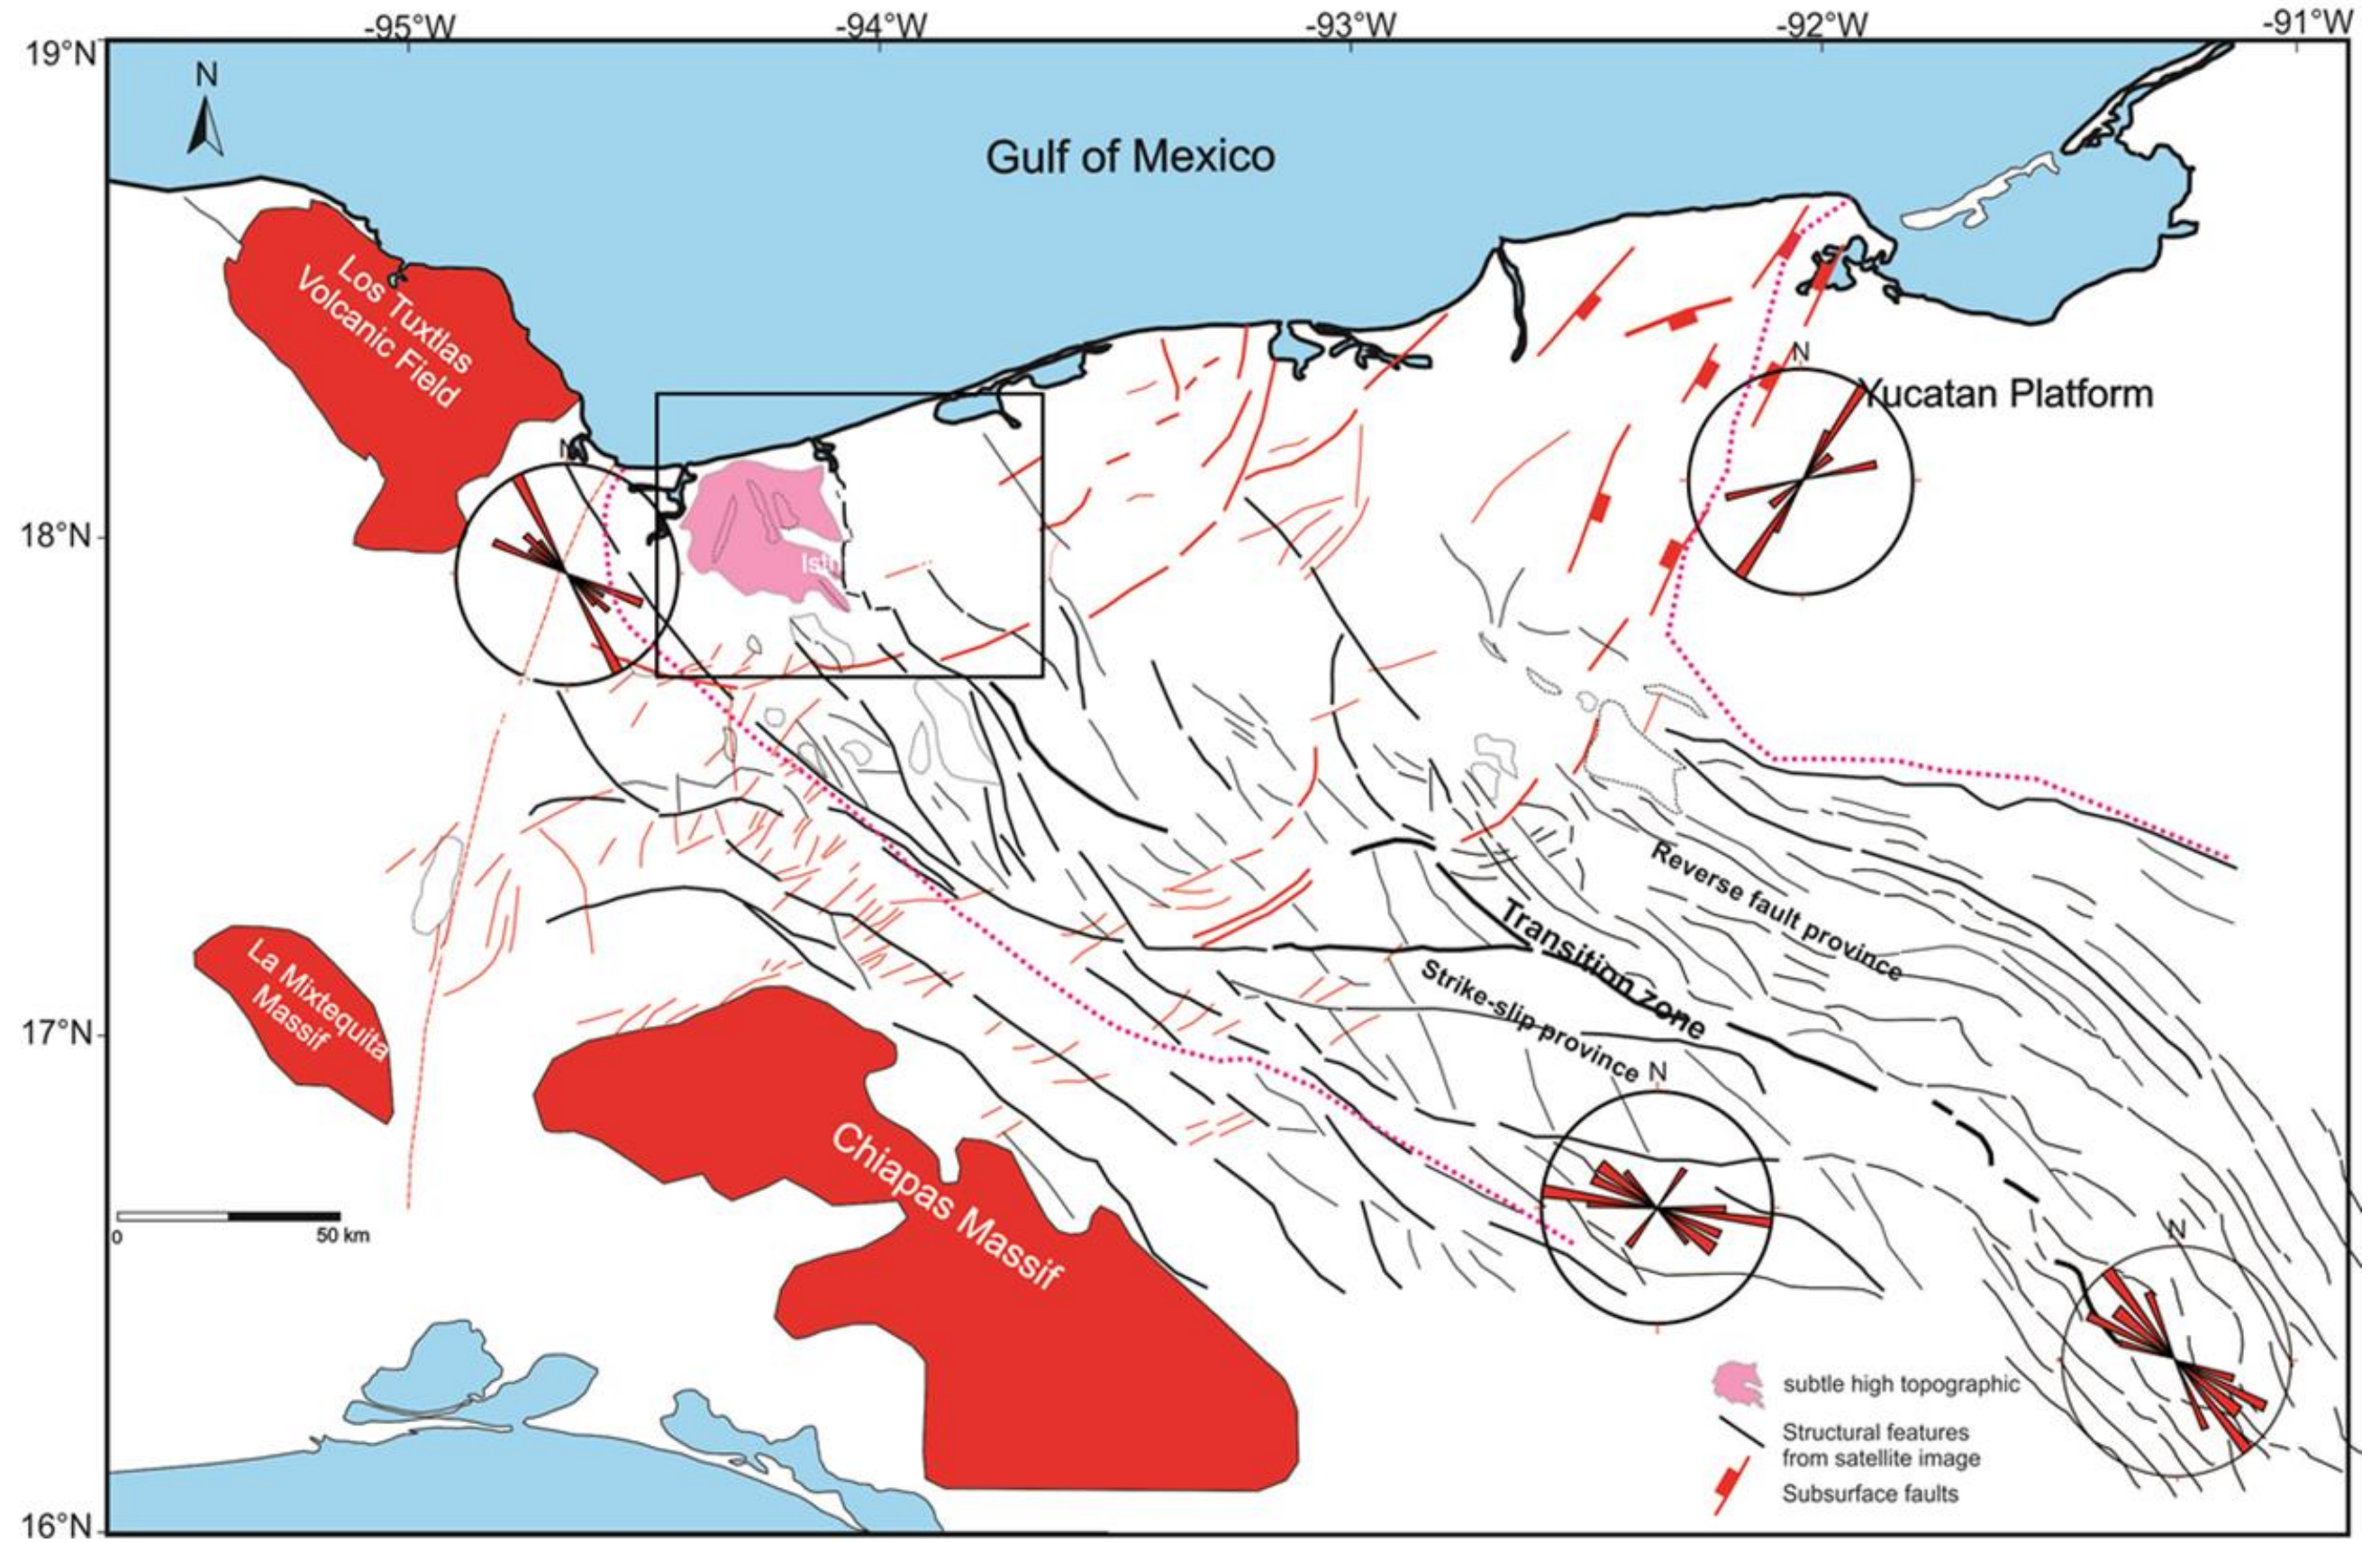 -95°W
-94°W
-93°W
-92°W
-91°W
19°N
N
Gulf of Mexico
Los Tuxtlas
Volcanic Field
N
Yucatan Platform
N
18°N
Isth
Reverse fault province
Transition zone
Strike-slip province
La Mixtequita
Massif
17°N
N
Chiapas Massif
0
50 km
N
subtle high topographic
Structural features
from satellite image
Subsurface faults
16°N